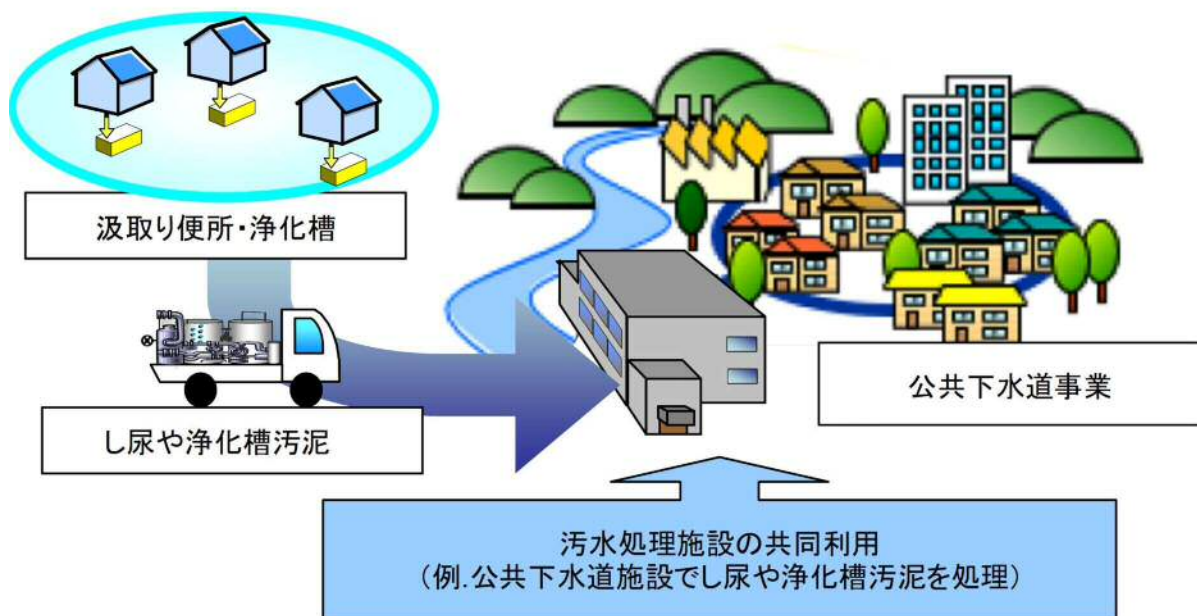 汲取り便所・浄化槽
し尿や浄化槽汚泥
公共下水道事業
汚水処理施設の共同利用
(例.公共下水道施設でし尿や浄化槽汚泥を処理)